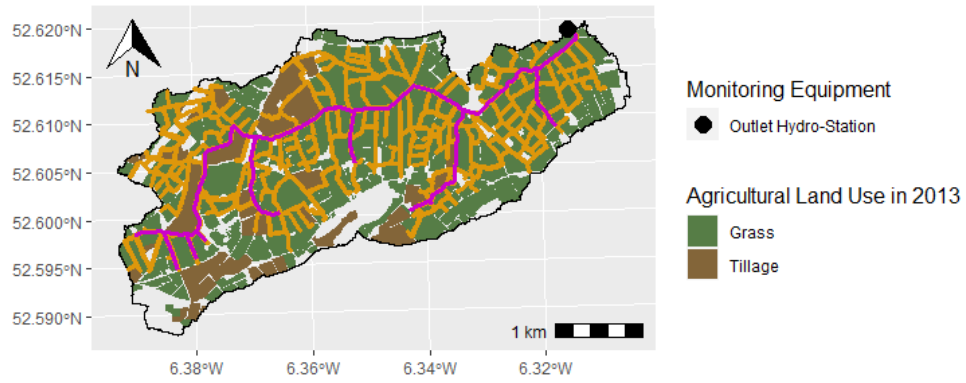 52.620°N
52.615°N
52.610°N
52.605°N
52.600°N
52.595°N
52.590°N
N
1 km
6.38°W
6.36°W
6.34°W
6.32°W
Monitoring Equipment
Outlet Hydro-Station
Agricultural Land Use in 2013
Grass
Tillage